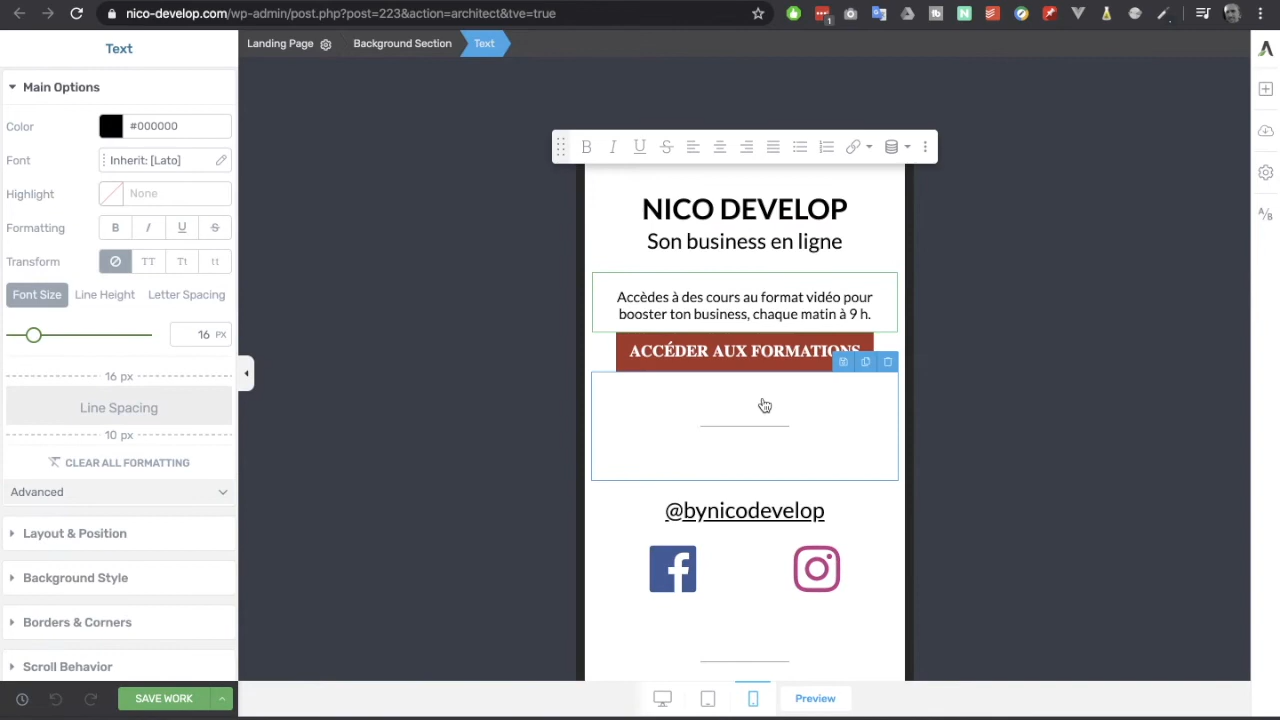 nico-develop.com/wp-admin/post.php?post=223&action=architect&tve=true
1
Text
Landing Page
Background Section
Text
Main Options
Color
#000000
Font
Inherit: [Lato]
Highlight
None
Formatting
B I U S
Transform
TT Tt tt
Font Size
Line Height
Letter Spacing
16 PX
16 px
Line Spacing
10 px
CLEAR ALL FORMATTING
Advanced
Layout & Position
Background Style
Borders & Corners
Scroll Behavior
SAVE WORK
B I U S
NICO DEVELOP
Son business en ligne
Accèdes à des cours au format vidéo pour
booster ton business, chaque matin à 9 h.
ACCÉDER AUX FORMATIONS
@bynicodevelop
Preview